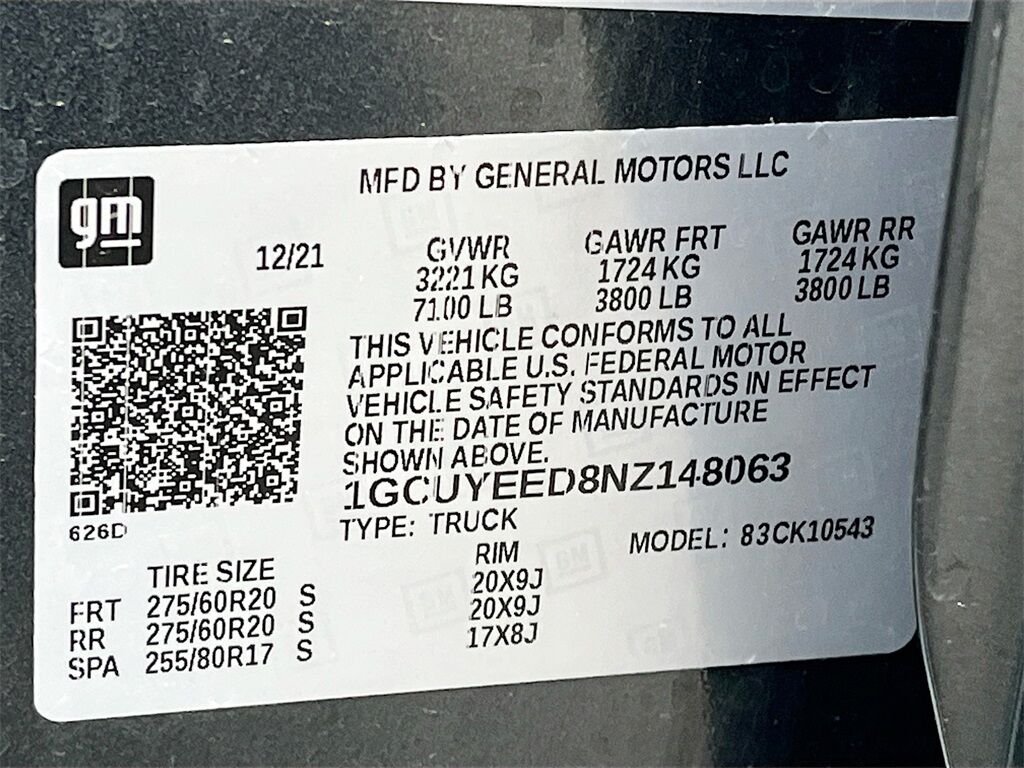 gm
MFD BY GENERAL MOTORS LLC
12/21 GVWR GAWR FRT GAWR RR
3221 KG 1724 KG 1724 KG
7100 LB 3800 LB 3800 LB
THIS VEHICLE CONFORMS TO ALL
APPLICABLE U.S. FEDERAL MOTOR
VEHICLE SAFETY STANDARDS IN EFFECT
ON THE DATE OF MANUFACTURE
SHOWN ABOVE.
1GCUYEED8NZ148063
626D
TYPE: TRUCK MODEL: 83CK10543
TIRE SIZE RIM
FRT 275/60R20 S 20X9J
RR 275/60R20 S 20X9J
SPA 255/80R17 S 17X8J